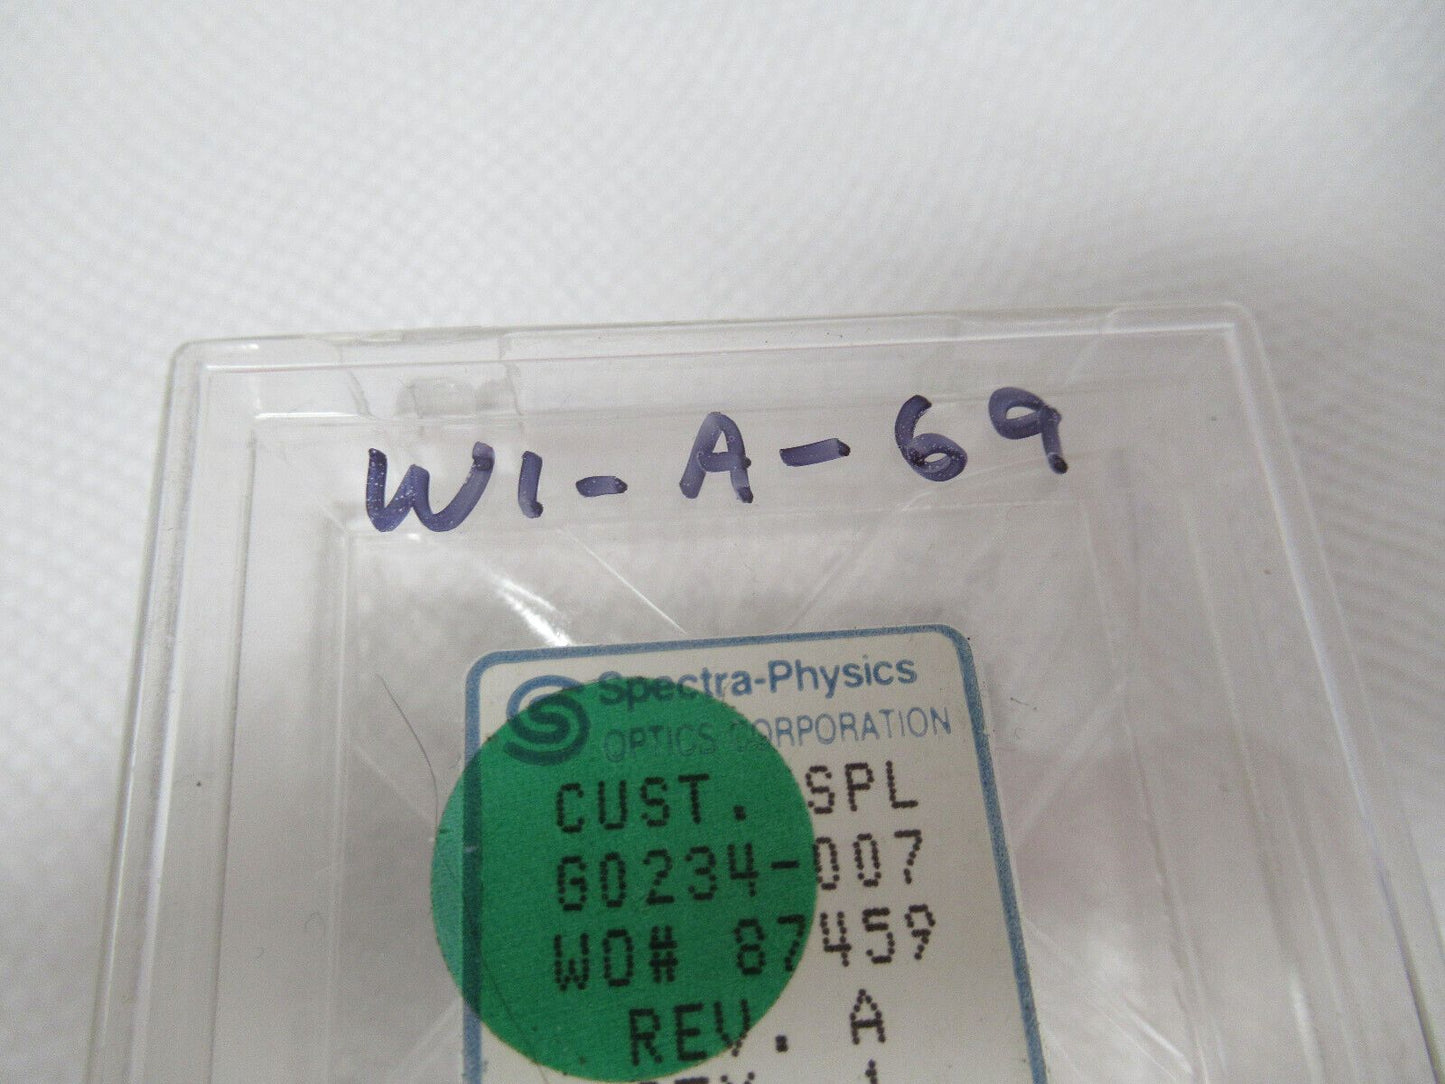 W1-A-69
Spectra-Physics
OPTICS CORPORATION
CUST. SPL
G0234-007
WO# 87459
REV. A